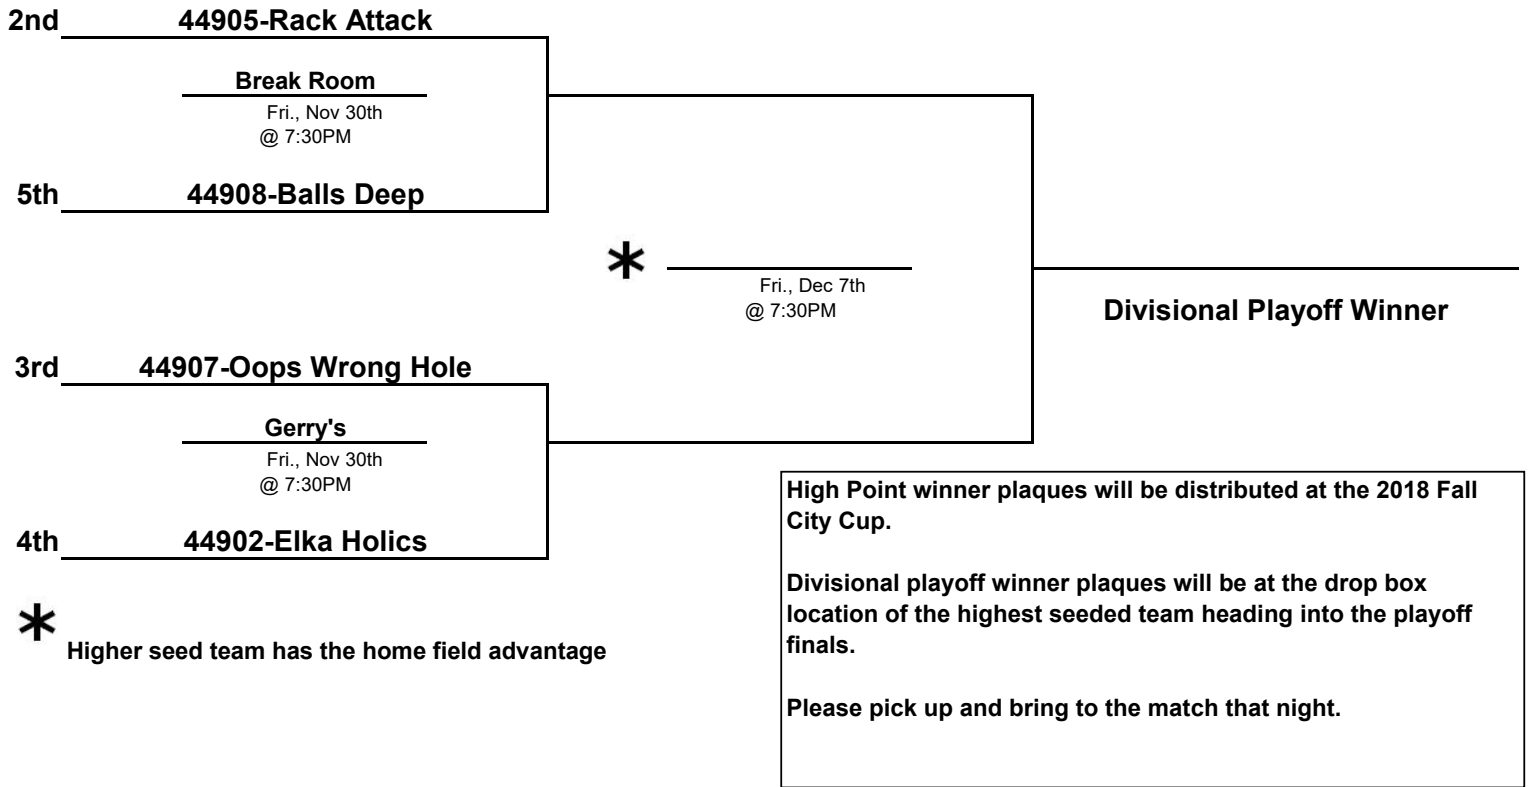 2nd 44905-Rack Attack
Break Room
Fri., Nov 30th
@ 7:30PM
5th 44908-Balls Deep
*
Fri., Dec 7th
@ 7:30PM
Divisional Playoff Winner
3rd 44907-Oops Wrong Hole
Gerry's
Fri., Nov 30th
@ 7:30PM
4th 44902-Elka Holics
*
Higher seed team has the home field advantage
High Point winner plaques will be distributed at the 2018 Fall
City Cup.
Divisional playoff winner plaques will be at the drop box
location of the highest seeded team heading into the playoff
finals.
Please pick up and bring to the match that night.